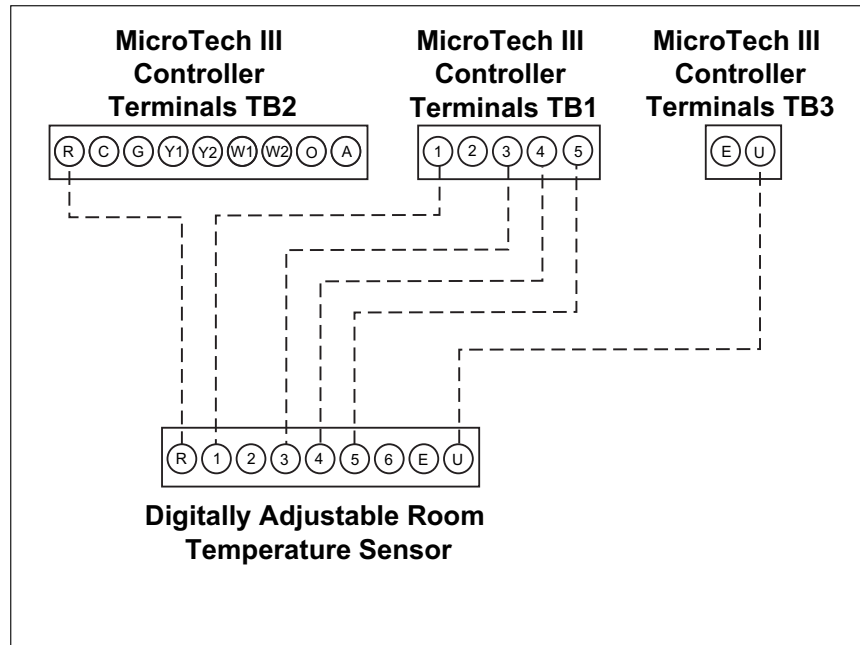 MicroTech III
Controller
Terminals TB2
MicroTech III
Controller
Terminals TB1
MicroTech III
Controller
Terminals TB3
R C G Y1 Y2 W1 W2 O A
1 2 3 4 5
E U
R 1 2 3 4 5 6 E U
Digitally Adjustable Room
Temperature Sensor